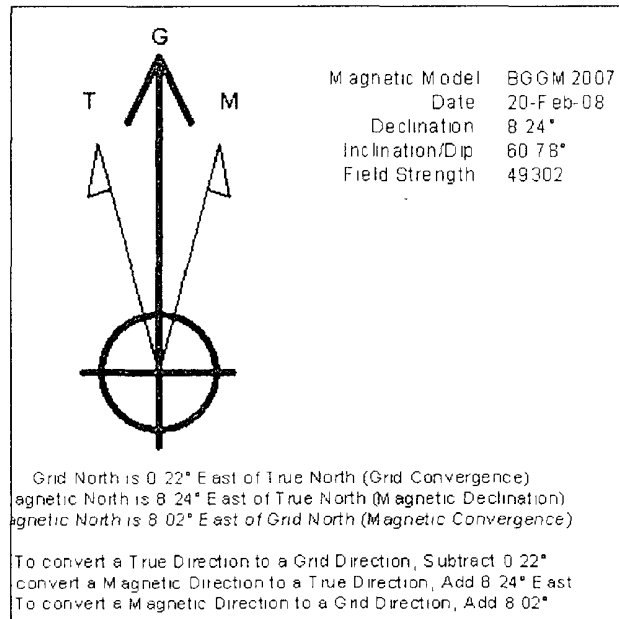 G
T M
Magnetic Model BGGM 2007
Date 20-Feb-08
Declination 8 24°
Inclination/Dip 60 78°
Field Strength 49302
Grid North is 0 22° East of True North (Grid Convergence)
agnetic North is 8 24° East of True North (Magnetic Declination)
agnetic North is 8 02° East of Grid North (Magnetic Convergence)
To convert a True Direction to a Grid Direction, Subtract 0 22°
convert a Magnetic Direction to a True Direction, Add 8 24° East
To convert a Magnetic Direction to a Grid Direction, Add 8 02°